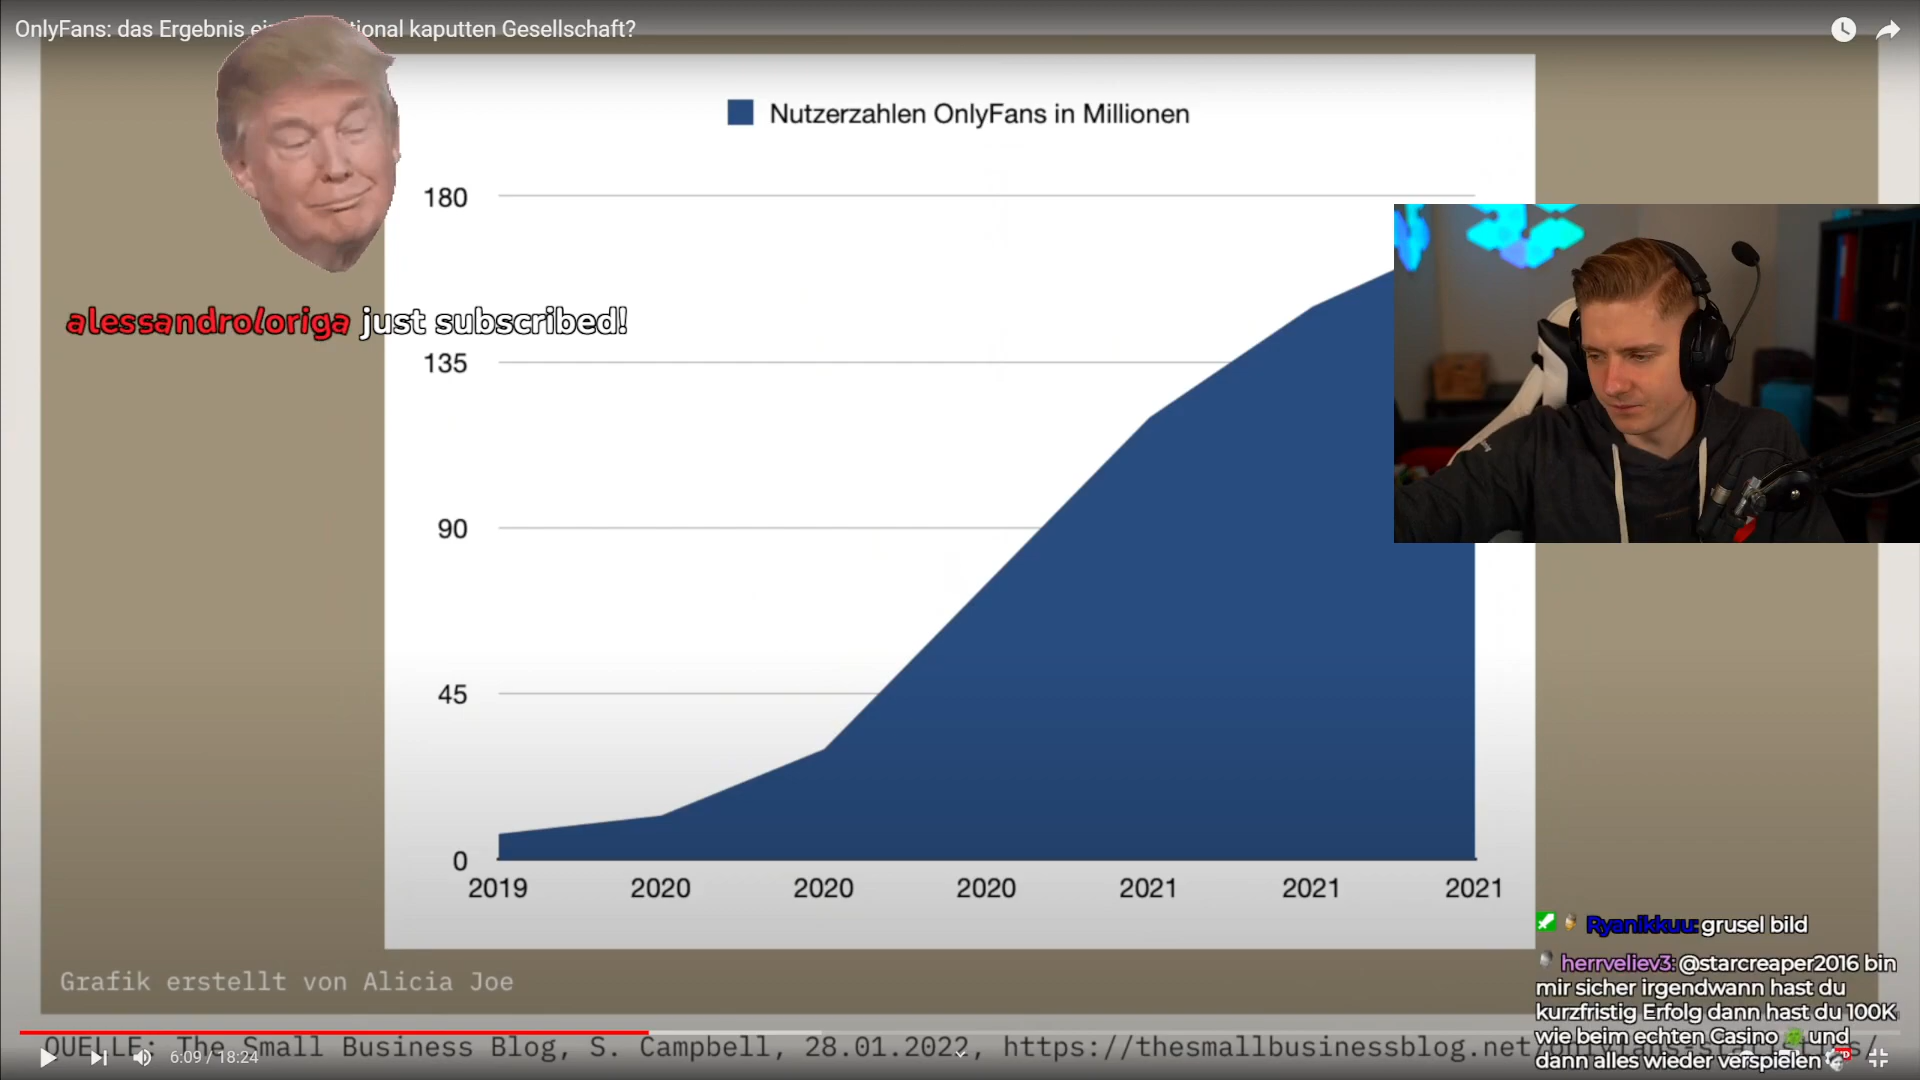 OnlyFans: das Ergebnis ei tional kaputten Gesellschaft?
Nutzerzahlen OnlyFans in Millionen
180
alessandroloriga just subscribed!
135
90
45
0
2019 2020 2020 2020 2021 2021 2021
Ryanikkuu: grusel bild
herrveliev3: @starcreaper2016 bin
mir sicher irgendwann hast du
kurzfristig Erfolg dann hast du 100K
wie beim echten Casino und
dann alles wieder verspielen
Grafik erstellt von Alicia Joe
QUELLE: The Small Business Blog, S. Campbell, 28.01.2022, https://thesmallbusinessblog.net/
6:09 / 18:24